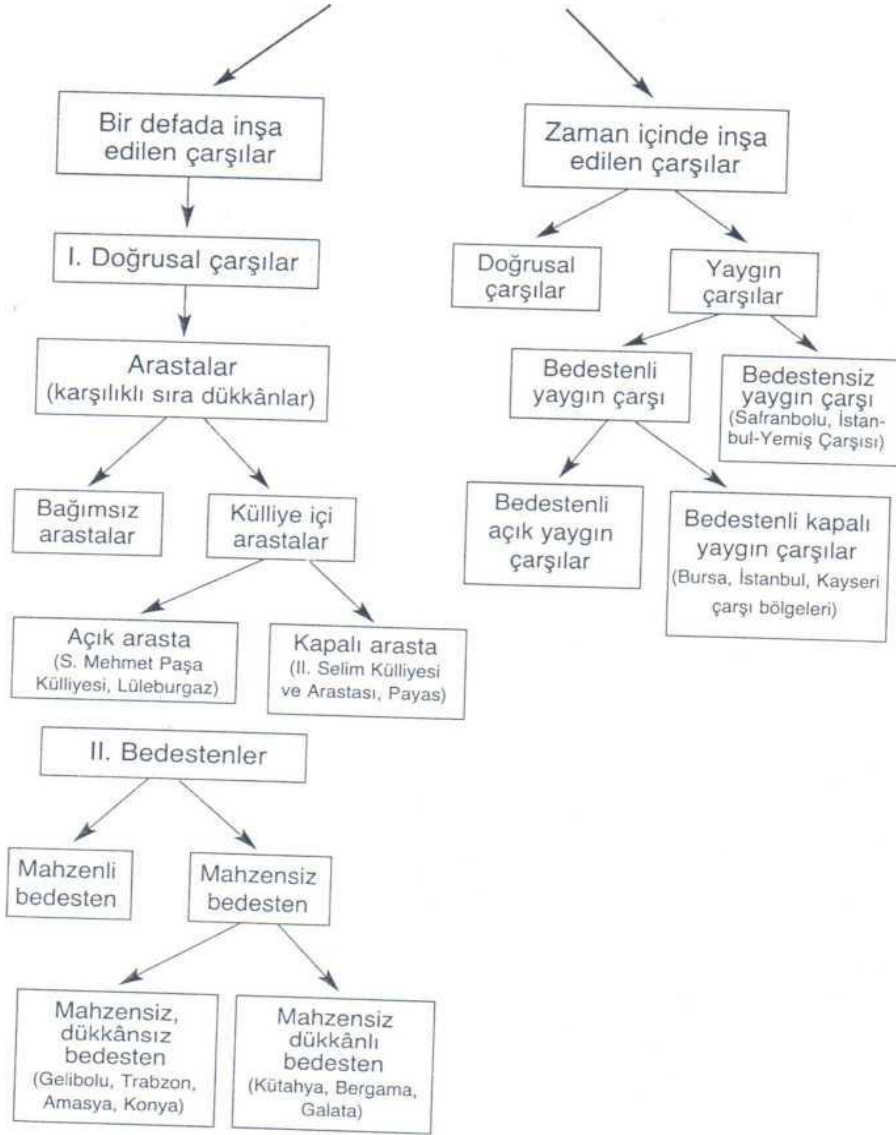 Bir defada inşa
edilen çarşılar
I. Doğrusal çarşılar
Arastalar
(karşılıklı sıra dükkânlar)
Bağımsız
arastalar
Külliye içi
arastalar
Açık arasta
(S. Mehmet Paşa
Külliyesi, Lüleburgaz)
Kapalı arasta
(II. Selim Külliyesi
ve Arastası, Payas)
II. Bedestenler
Mahzenli
bedesten
Mahzensiz
bedesten
Mahzensiz,
dükkânsız
bedesten
(Gelibolu, Trabzon,
Amasya, Konya)
Mahzensiz
dükkânlı
bedesten
(Kütahya, Bergama,
Galata)
Zaman içinde inşa
edilen çarşılar
Doğrusal
çarşılar
Yaygın
çarşılar
Bedestenli
yaygın çarşı
Bedestensiz
yaygın çarşı
(Safranbolu, İstan-
bul-Yemiş Çarşısı)
Bedestenli
açık yaygın
çarşılar
Bedestenli kapalı
yaygın çarşılar
(Bursa, İstanbul, Kayseri
çarşı bölgeleri)